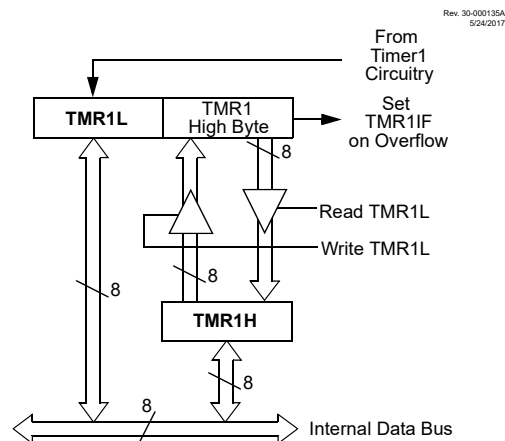 Rev. 30-000135A
5/24/2017
From
Timer1
Circuitry
TMR1L
TMR1
High Byte
Set
TMR1IF
on Overflow
8
Read TMR1L
Write TMR1L
8
8
TMR1H
8
8
Internal Data Bus